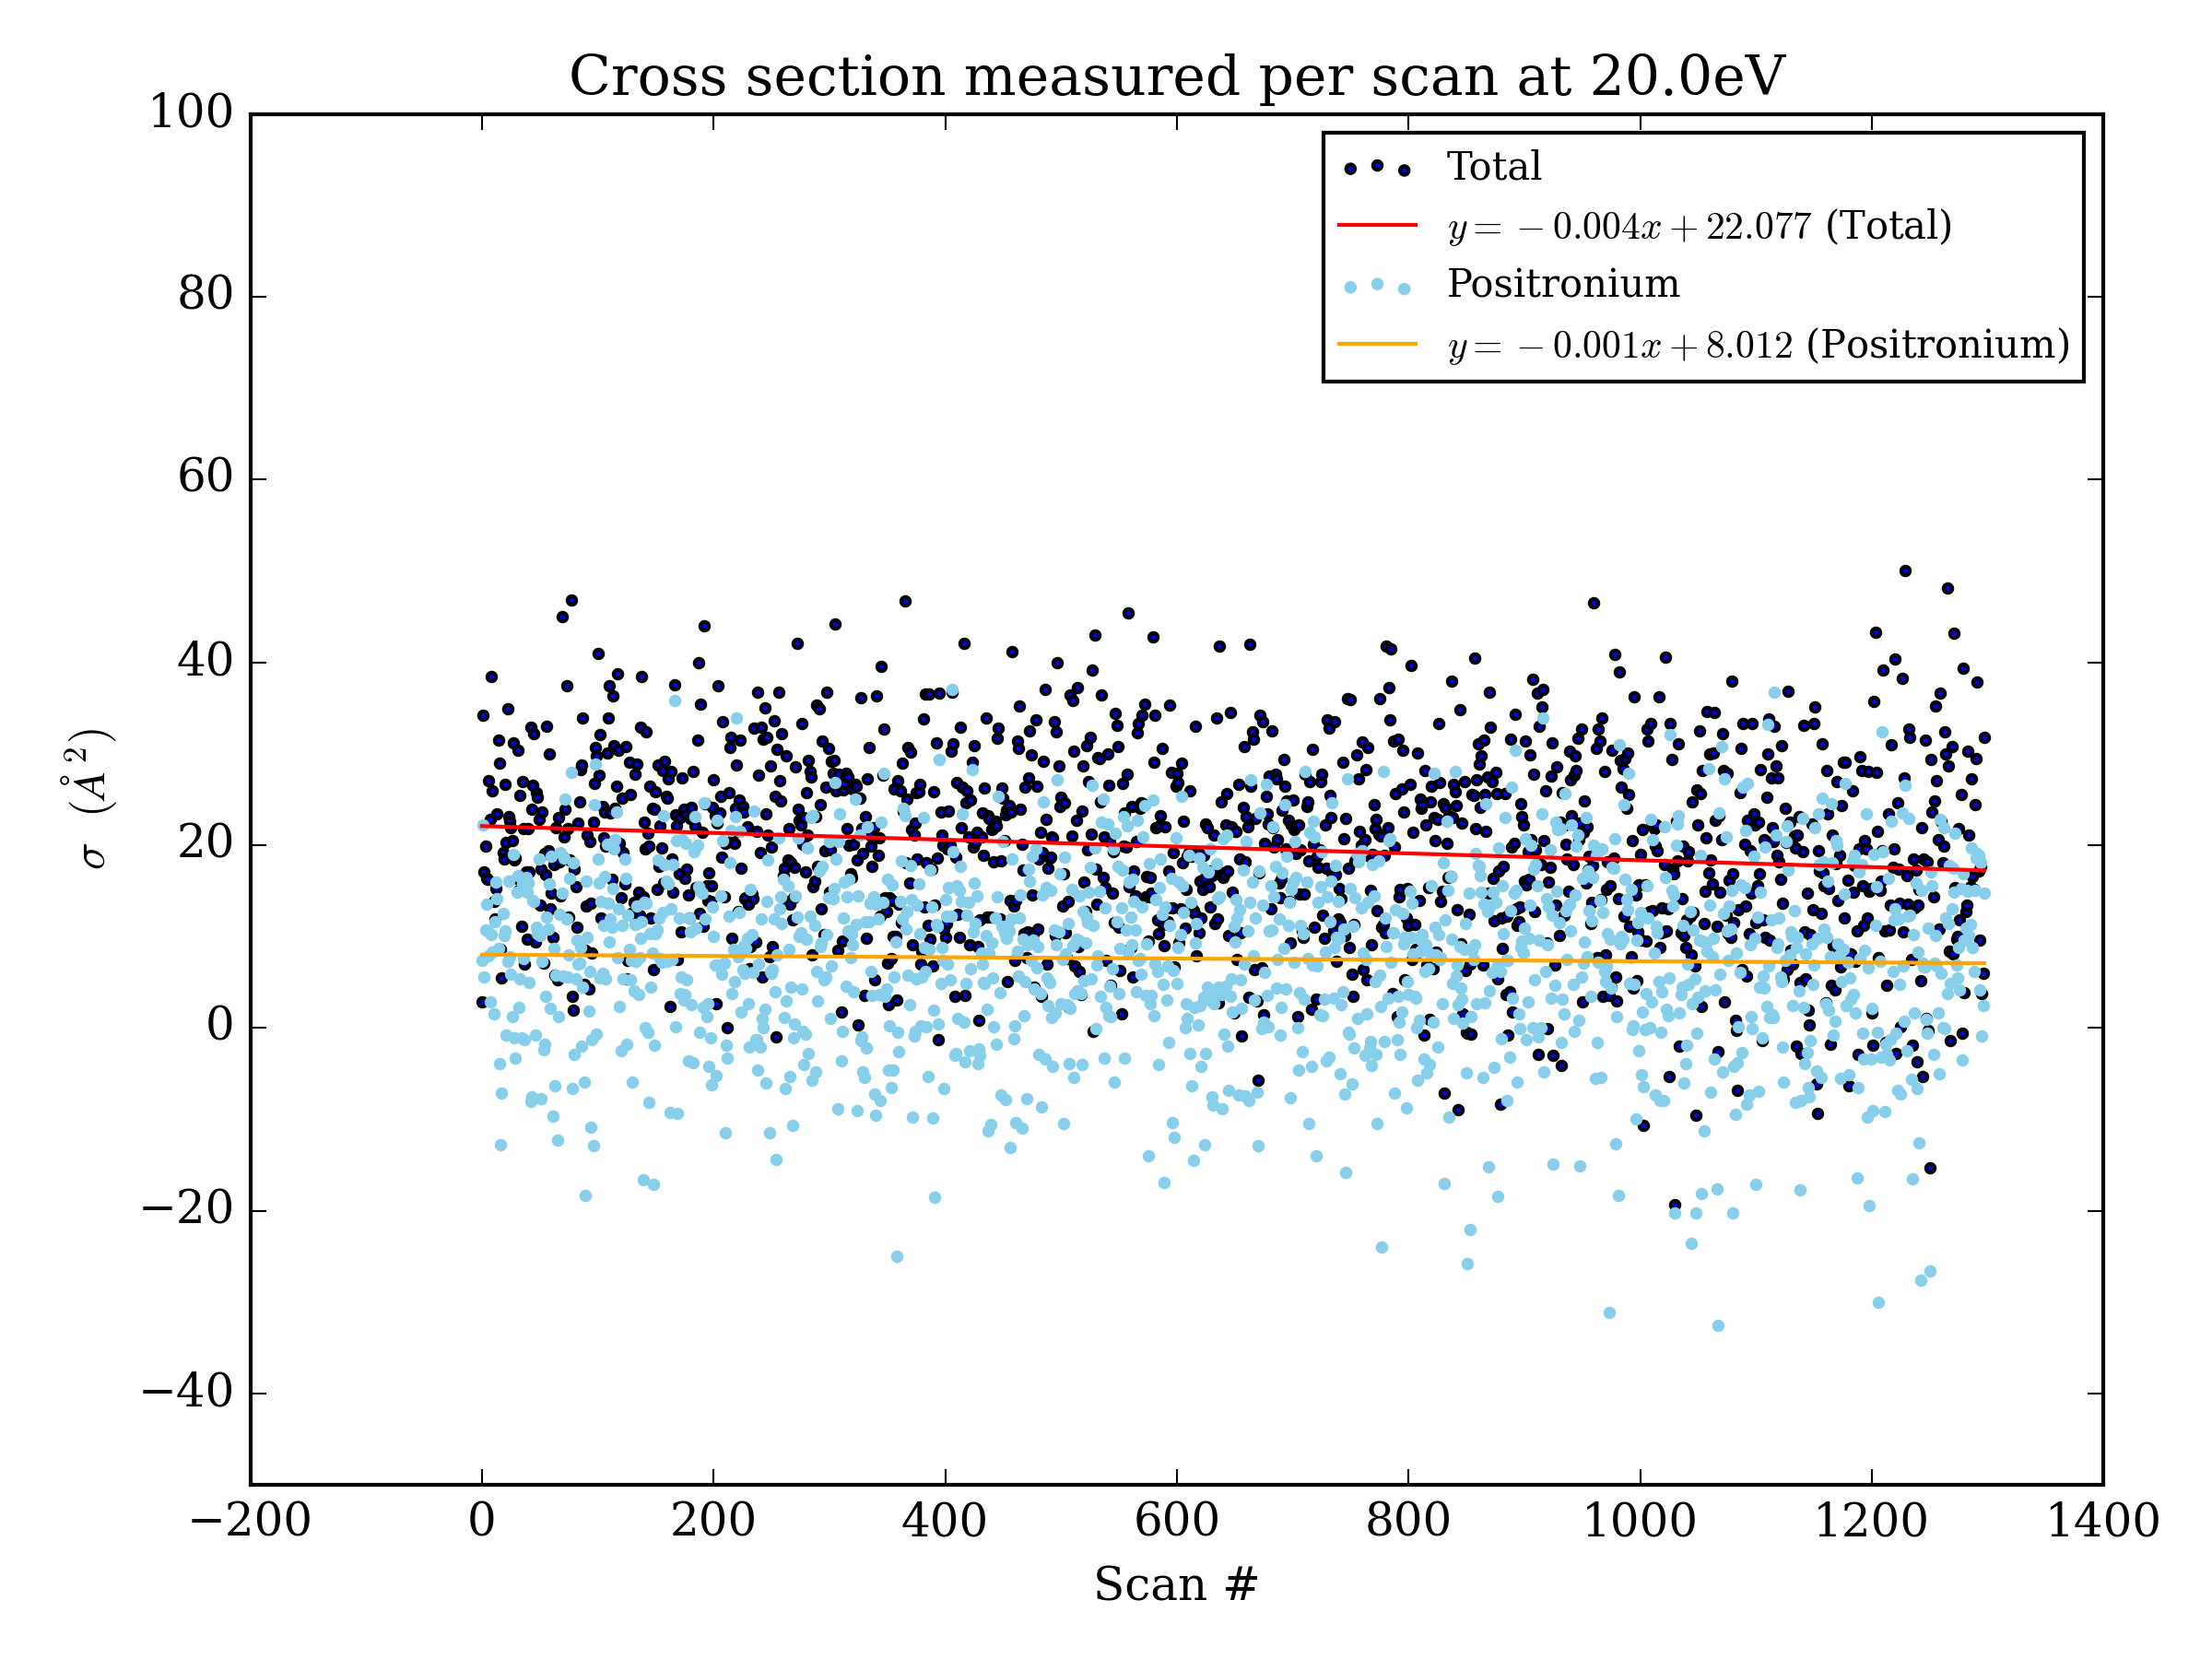 Cross section measured per scan at 20.0eV
100
80
60
40
20
0
−20
−40
σ (Å²)
Total
y = −0.004x + 22.077 (Total)
Positronium
y = −0.001x + 8.012 (Positronium)
−200 0 200 400 600 800 1000 1200 1400
Scan #